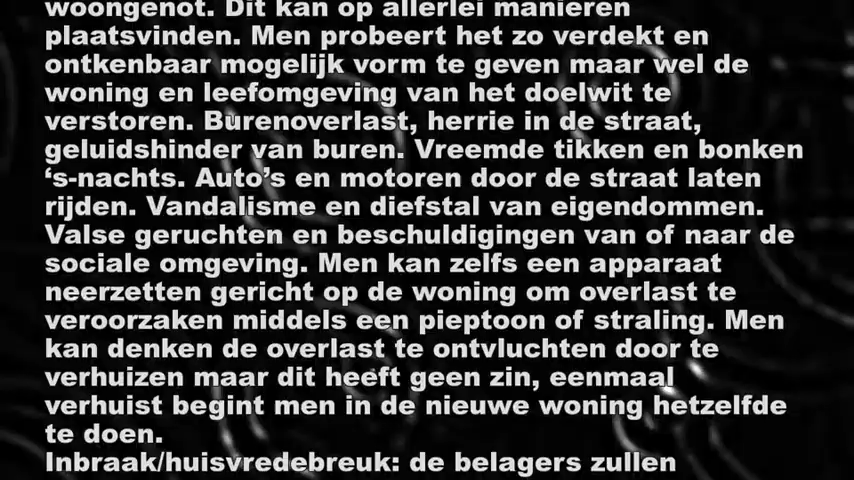 woongenot. Dit kan op allerlei manieren
plaatsvinden. Men probeert het zo verdekt en
ontkenbaar mogelijk vorm te geven maar wel de
woning en leefomgeving van het doelwit te
verstoren. Burenoverlast, herrie in de straat,
geluidshinder van buren. Vreemde tikken en bonken
‘s-nachts. Auto’s en motoren door de straat laten
rijden. Vandalisme en diefstal van eigendommen.
Valse geruchten en beschuldigingen van of naar de
sociale omgeving. Men kan zelfs een apparaat
neerzetten gericht op de woning om overlast te
veroorzaken middels een pieptoon of straling. Men
kan denken de overlast te ontvluchten door te
verhuizen maar dit heeft geen zin, eenmaal
verhuist begint men in de nieuwe woning hetzelfde
te doen.
Inbraak/huisvredebreuk: de belagers zullen